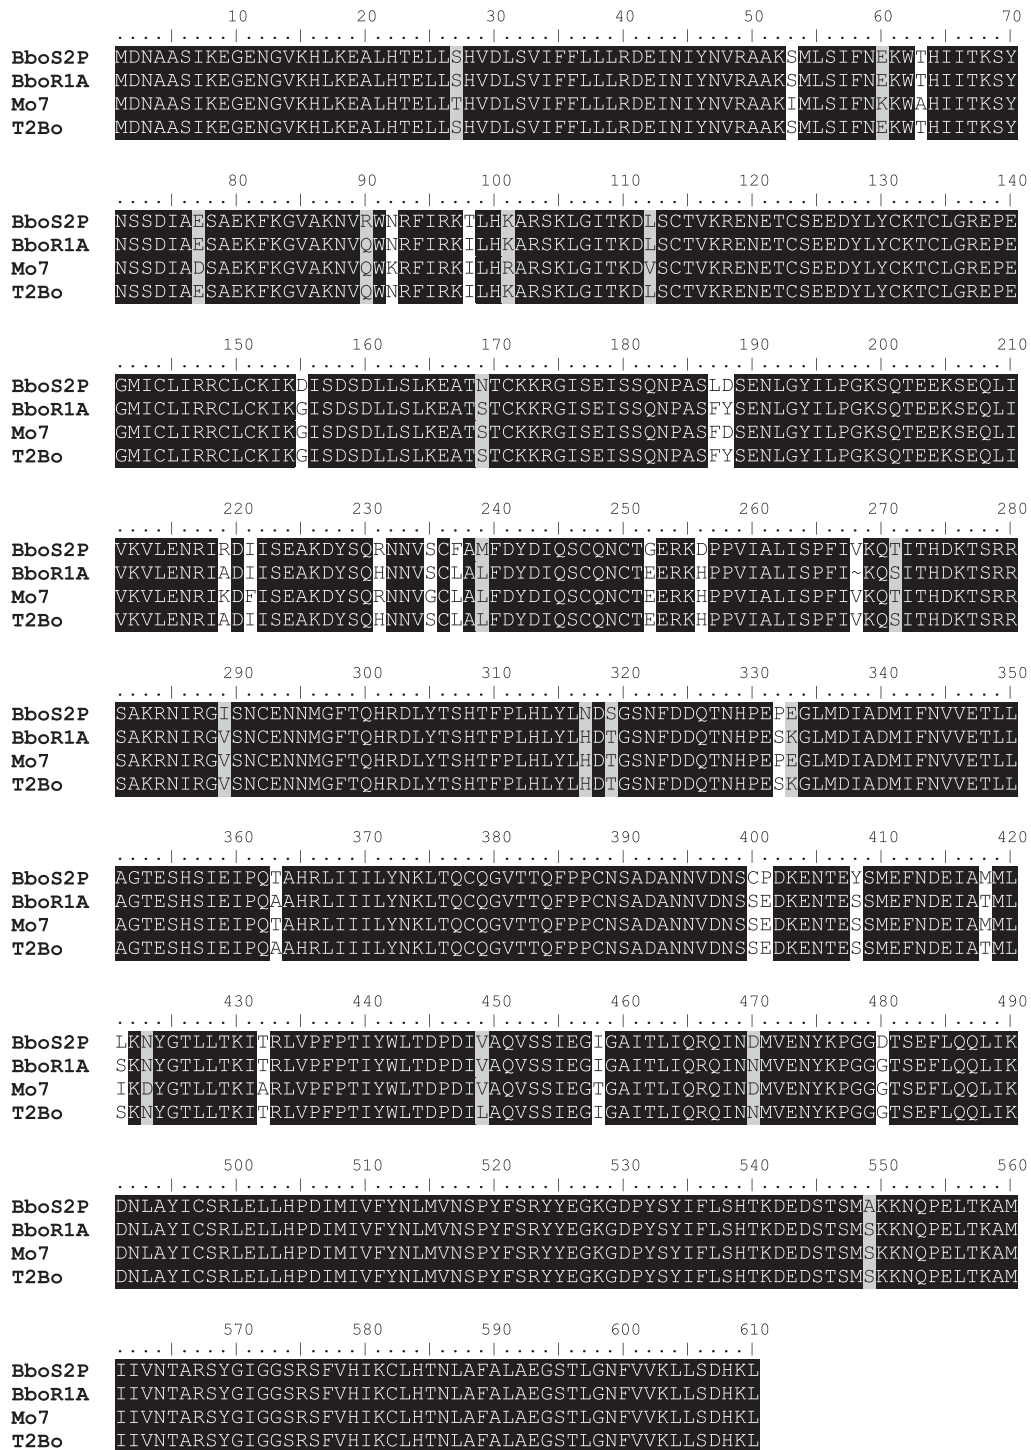 10 20 30 40 50 60 70
BboS2P MDNAASIKEGENGVKHLKEALHTELLSHVDLSVIFFLLLRDEINIYNVRAAKSMLSIFNEKWTHIITKSY
BboR1A MDNAASIKEGENGVKHLKEALHTELLSHVDLSVIFFLLLRDEINIYNVRAAKSMLSIFNEKWTHIITKSY
Mo7 MDNAASIKEGENGVKHLKEALHTELLTHVDLSVIFFLLLRDEINIYNVRAAKIMLSIFNKKWAHIITKSY
T2Bo MDNAASIKEGENGVKHLKEALHTELLSHVDLSVIFFLLLRDEINIYNVRAAKSMLSIFNEKWTHIITKSY
80 90 100 110 120 130 140
BboS2P NSSDIAESAEKFKGVAKNVRWNRFIRKTLHKARSKLGITKDLSCTVKRENETCSEEDYLYCKTCLGREPE
BboR1A NSSDIAESAEKFKGVAKNVQWNRFIRKILHKARSKLGITKDLSCTVKRENETCSEEDYLYCKTCLGREPE
Mo7 NSSDIADSAEKFKGVAKNVQWKRFIRKILHRARSKLGITKDVSCTVKRENETCSEEDYLYCKTCLGREPE
T2Bo NSSDIAESAEKFKGVAKNVQWNRFIRKILHKARSKLGITKDLSCTVKRENETCSEEDYLYCKTCLGREPE
150 160 170 180 190 200 210
BboS2P GMICLIRRCLCKIKDISDSDLLSLKEATNTCKKRGISEISSQNPASLDSENLGYILPGKSQTEEKSEQLI
BboR1A GMICLIRRCLCKIKGISDSDLLSLKEATSTCKKRGISEISSQNPASFYSENLGYILPGKSQTEEKSEQLI
Mo7 GMICLIRRCLCKIKGISDSDLLSLKEATSTCKKRGISEISSQNPASFDSENLGYILPGKSQTEEKSEQLI
T2Bo GMICLIRRCLCKIKGISDSDLLSLKEATSTCKKRGISEISSQNPASFYSENLGYILPGKSQTEEKSEQLI
220 230 240 250 260 270 280
BboS2P VKVLENRIRDIISEAKDYSQRNNVSCFAMFDYDIQSCQNCTGERKDPPVIALISPFIVKQTITHDKTSRR
BboR1A VKVLENRIADIISEAKDYSQHNNVSCLALFDYDIQSCQNCTEERKHPPVIALISPFI~KQSITHDKTSRR
Mo7 VKVLENRIKDFISEAKDYSQRNNVGCLALFDYDIQSCQNCTEERKHPPVIALISPFIVKQTITHDKTSRR
T2Bo VKVLENRIADIISEAKDYSQHNNVSCLALFDYDIQSCQNCTEERKHPPVIALISPFIVKQSITHDKTSRR
290 300 310 320 330 340 350
BboS2P SAKRNIRGISNCENNMGFTQHRDLYTSHTFPLHLYLNDSGSNFDDQTNHPEPEGLMDIADMIFNVVETLL
BboR1A SAKRNIRGVSNCENNMGFTQHRDLYTSHTFPLHLYLHDTGSNFDDQTNHPESKGLMDIADMIFNVVETLL
Mo7 SAKRNIRGVSNCENNMGFTQHRDLYTSHTFPLHLYLHDTGSNFDDQTNHPEPEGLMDIADMIFNVVETLL
T2Bo SAKRNIRGVSNCENNMGFTQHRDLYTSHTFPLHLYLHDTGSNFDDQTNHPESKGLMDIADMIFNVVETLL
360 370 380 390 400 410 420
BboS2P AGTESHSIEIPQTAHRLIIILYNKLTQCQGVTTQFPPCNSADANNVDNSCPDKENTEYSMEFNDEIAMML
BboR1A AGTESHSIEIPQAAHRLIIILYNKLTQCQGVTTQFPPCNSADANNVDNSSEDKENTESSMEFNDEIATML
Mo7 AGTESHSIEIPQTAHRLIIILYNKLTQCQGVTTQFPPCNSADANNVDNSSEDKENTESSMEFNDEIAMML
T2Bo AGTESHSIEIPQAAHRLIIILYNKLTQCQGVTTQFPPCNSADANNVDNSSEDKENTESSMEFNDEIATML
430 440 450 460 470 480 490
BboS2P LKNYGTLLTKITRLVPFPTIYWLTDPDIVAQVSSIEGIGAITLIQRQINDMVENYKPGGDTSEFLQQLIK
BboR1A SKNYGTLLTKITRLVPFPTIYWLTDPDIVAQVSSIEGIGAITLIQRQINNMVENYKPGGGTSEFLQQLIK
Mo7 IKDYGTLLTKIARLVPFPTIYWLTDPDIVAQVSSIEGTGAITLIQRQINDMVENYKPGGGTSEFLQQLIK
T2Bo SKNYGTLLTKITRLVPFPTIYWLTDPDILAQVSSIEGIGAITLIQRQINNMVENYKPGGGTSEFLQQLIK
500 510 520 530 540 550 560
BboS2P DNLAYICSRLELLHPDIMIVFYNLMVNSPYFSRYYEGKGDPYSYIFLSHTKDEDSTSMAKKNQPELTKAM
BboR1A DNLAYICSRLELLHPDIMIVFYNLMVNSPYFSRYYEGKGDPYSYIFLSHTKDEDSTSMSKKNQPELTKAM
Mo7 DNLAYICSRLELLHPDIMIVFYNLMVNSPYFSRYYEGKGDPYSYIFLSHTKDEDSTSMSKKNQPELTKAM
T2Bo DNLAYICSRLELLHPDIMIVFYNLMVNSPYFSRYYEGKGDPYSYIFLSHTKDEDSTSMSKKNQPELTKAM
570 580 590 600 610
BboS2P IIVNTARSYGIGGSRSFVHIKCLHTNLAFALAEGSTLGNFVVKLLSDHKL
BboR1A IIVNTARSYGIGGSRSFVHIKCLHTNLAFALAEGSTLGNFVVKLLSDHKL
Mo7 IIVNTARSYGIGGSRSFVHIKCLHTNLAFALAEGSTLGNFVVKLLSDHKL
T2Bo IIVNTARSYGIGGSRSFVHIKCLHTNLAFALAEGSTLGNFVVKLLSDHKL